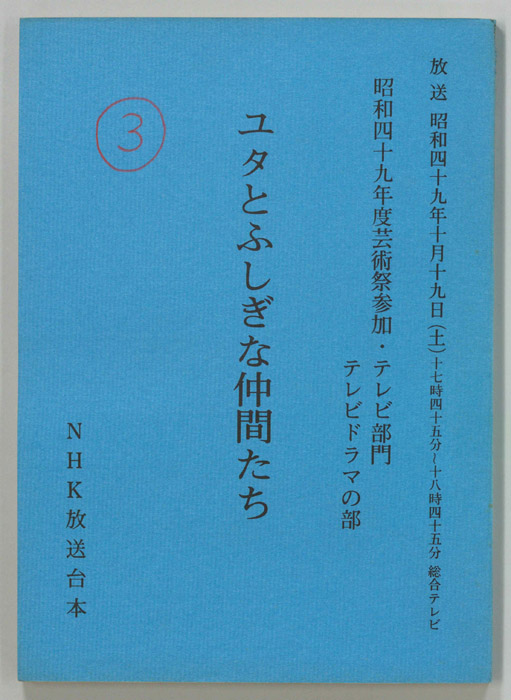 放送 昭和四十九年十月十九日(土)十七時四十五分~十八時四十五分 総合テレビ
昭和四十九年度芸術祭参加・テレビ部門
テレビドラマの部
ユタとふしぎな仲間たち
3
NHK放送台本